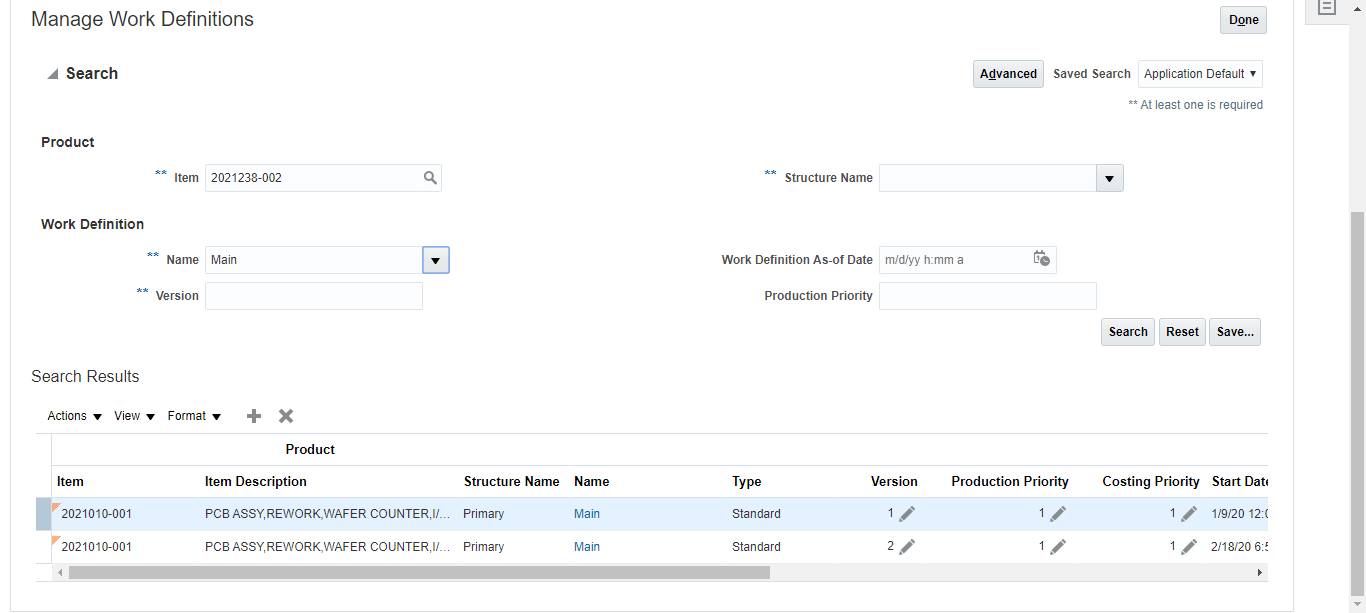 Manage Work Definitions
Done
Search
Advanced Saved Search Application Default
** At least one is required
Product
** Item 2021238-002 ** Structure Name
Work Definition
** Name Main Work Definition As-of Date m/d/yy h:mm a
** Version Production Priority
Search Reset Save...
Search Results
Actions View Format
Product
Item Item Description Structure Name Name Type Version Production Priority Costing Priority Start Date
2021010-001 PCB ASSY,REWORK,WAFER COUNTER,I/... Primary Main Standard 1 1 1 1/9/20 12:0
2021010-001 PCB ASSY,REWORK,WAFER COUNTER,I/... Primary Main Standard 2 1 1 2/18/20 6:5